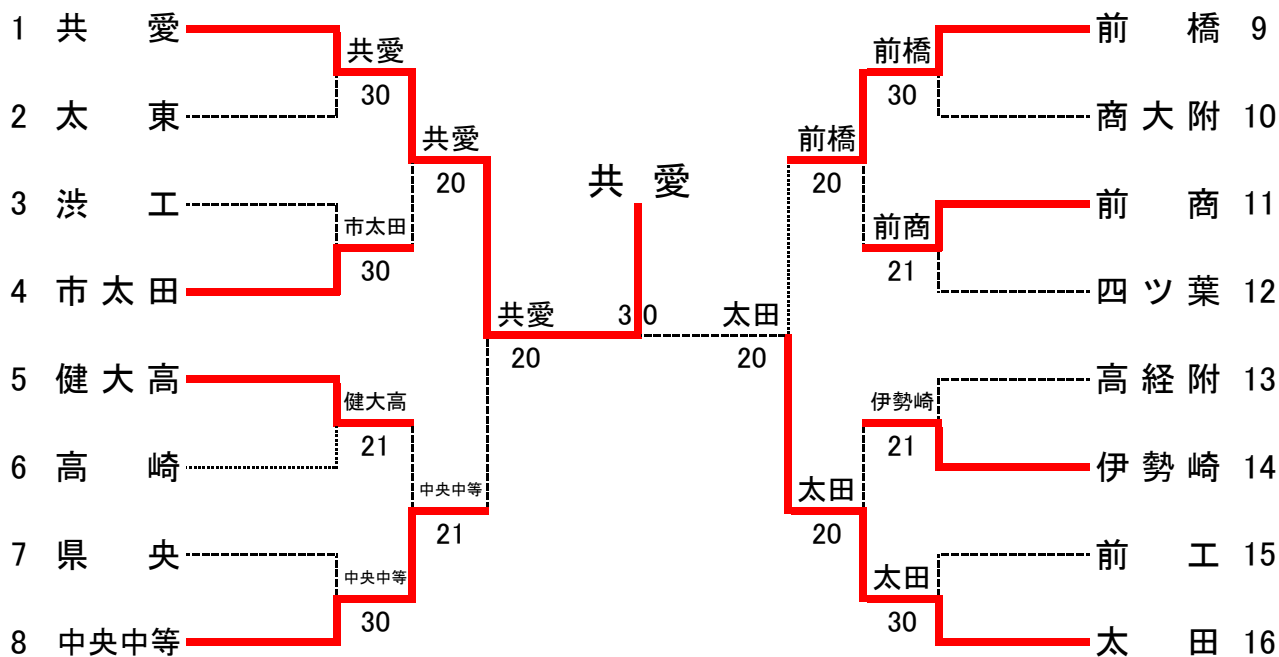 1 共愛
2 太東
3 渋工
4 市太田
5 健大高
6 高崎
7 県央
8 中央中等
共愛
30
市太田
30
健大高
21
中央中等
30
共愛
20
中央中等
21
共愛
20
共愛
30
太田
20
前橋
20
太田
20
前橋
30
前商
21
伊勢崎
21
太田
30
前橋 9
商大附 10
前商 11
四ツ葉 12
高経附 13
伊勢崎 14
前工 15
太田 16